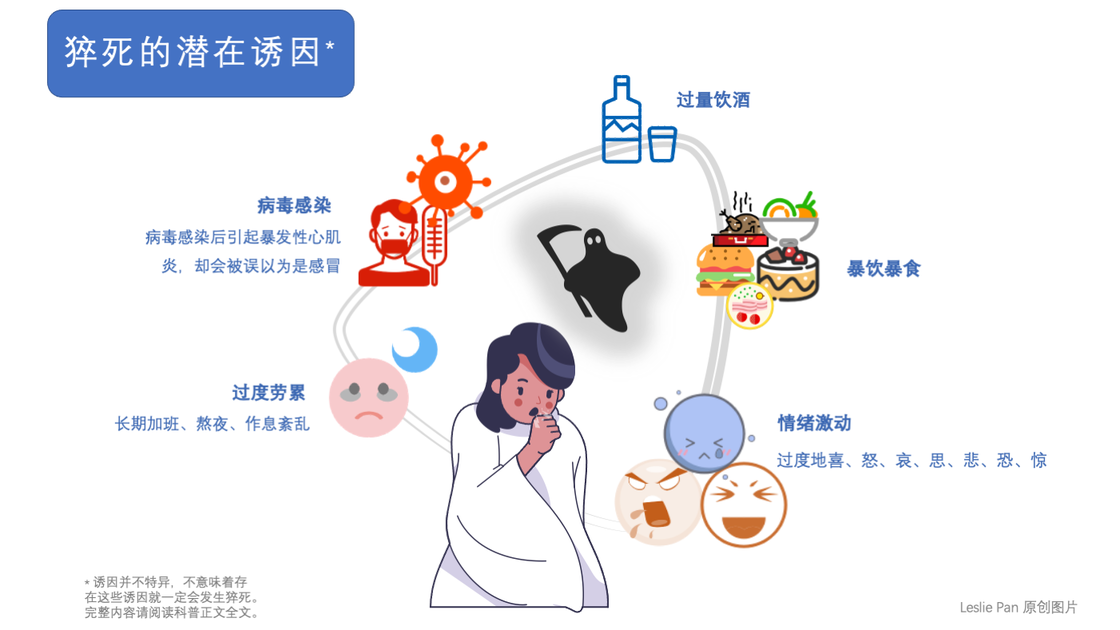 猝死的潜在诱因*
过量饮酒
病毒感染
病毒感染后引起暴发性心肌
炎，却会被误以为是感冒
暴饮暴食
过度劳累
长期加班、熬夜、作息紊乱
情绪激动
过度地喜、怒、哀、思、悲、恐、惊
* 诱因并不特异，不意味着存
在这些诱因就一定会发生猝死。
完整内容请阅读科普正文全文。
Leslie Pan 原创图片